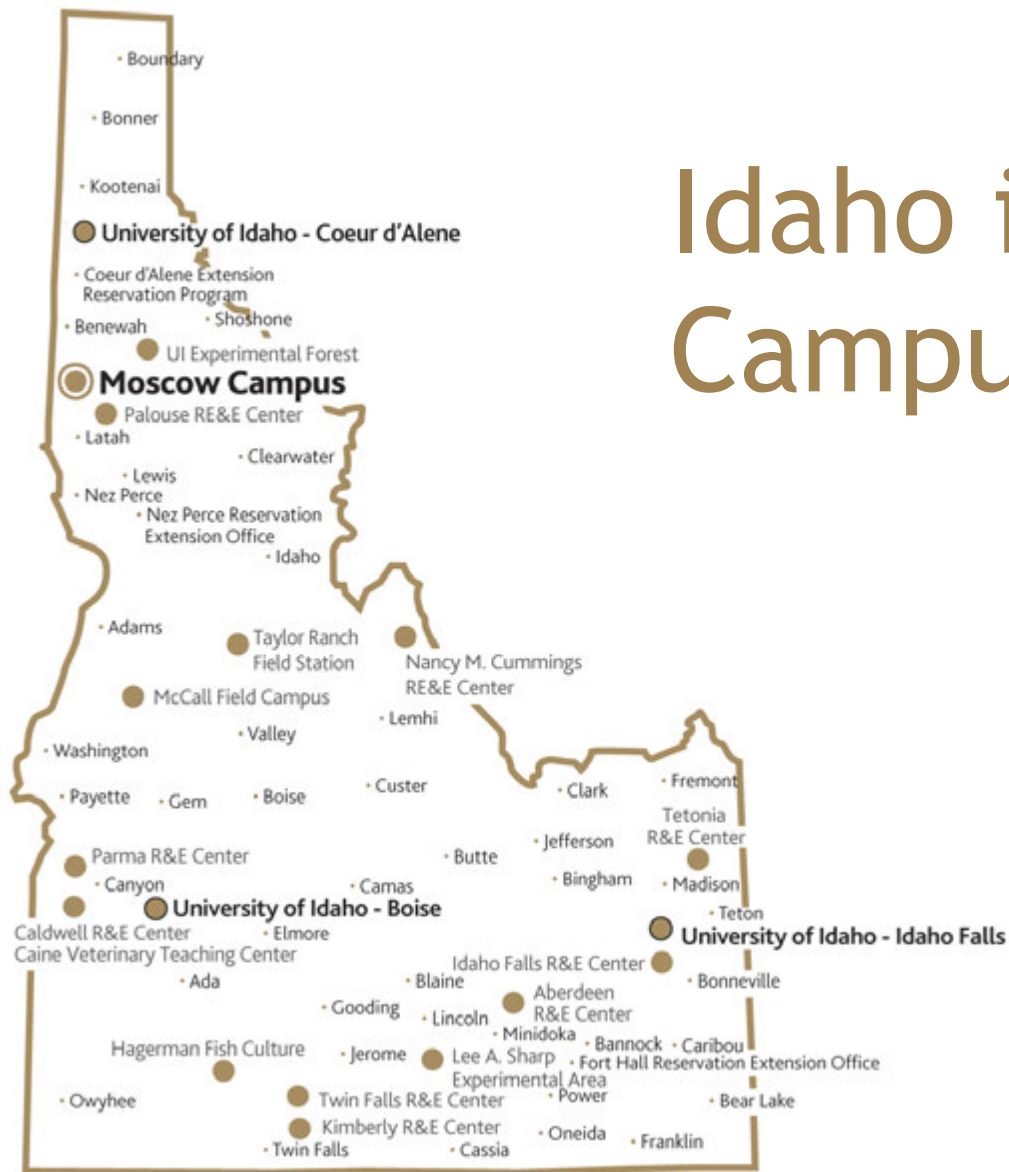 Idaho i
Campu
Boundary
Bonner
Kootenai
University of Idaho - Coeur d'Alene
Coeur d'Alene Extension
Reservation Program
Shoshone
Benewah
UI Experimental Forest
Moscow Campus
Palouse RE&E Center
Latah
Clearwater
Lewis
Nez Perce
Nez Perce Reservation
Extension Office
Idaho
Adams
Taylor Ranch
Field Station
Nancy M. Cummings
RE&E Center
McCall Field Campus
Lemhi
Valley
Washington
Payette
Gem
Boise
Custer
Clark
Fremont
Tetonia
R&E Center
Jefferson
Butte
Parma R&E Center
Canyon
Camas
Bingham
Madison
University of Idaho - Boise
Teton
Caldwell R&E Center
Caine Veterinary Teaching Center
Elmore
University of Idaho - Idaho Falls
Idaho Falls R&E Center
Ada
Blaine
Bonneville
Aberdeen
R&E Center
Gooding
Lincoln
Minidoka
Bannock
Caribou
Hagerman Fish Culture
Jerome
Lee A. Sharp
Experimental Area
Fort Hall Reservation Extension Office
Owyhee
Twin Falls R&E Center
Power
Bear Lake
Kimberly R&E Center
Oneida
Franklin
Twin Falls
Cassia